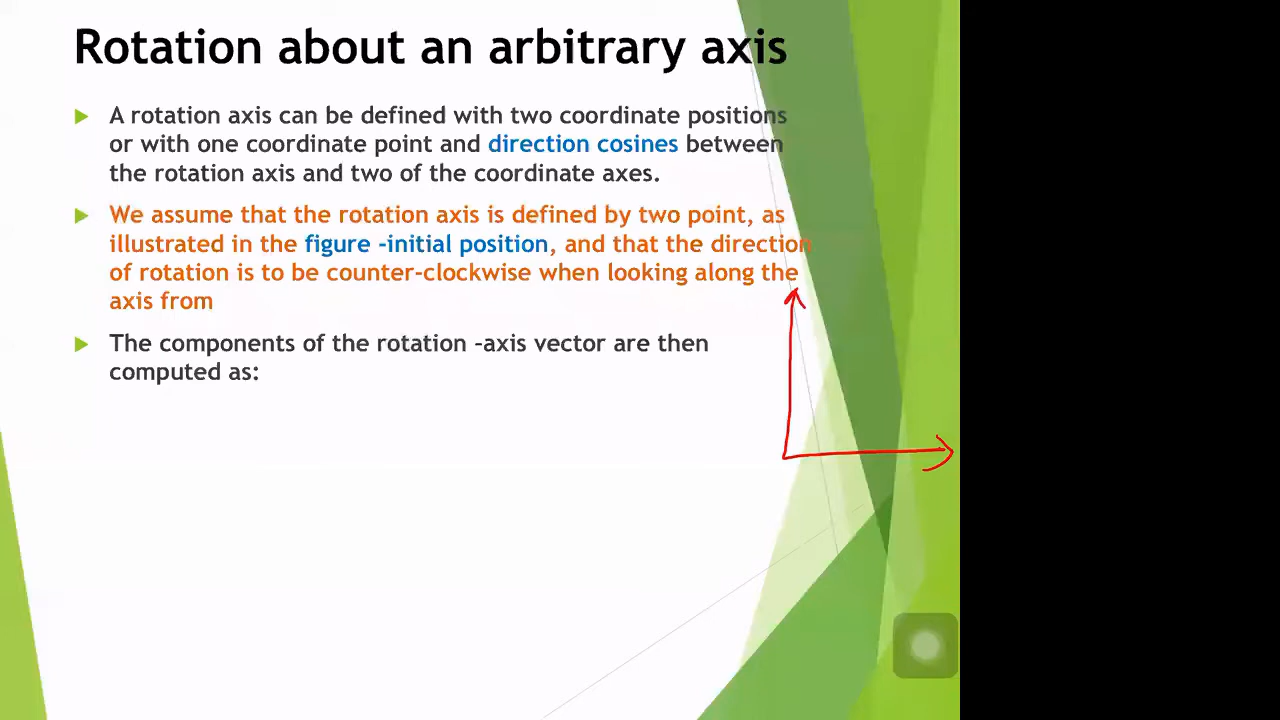 Rotation about an arbitrary axis
A rotation axis can be defined with two coordinate positions
or with one coordinate point and direction cosines between
the rotation axis and two of the coordinate axes.
We assume that the rotation axis is defined by two point, as
illustrated in the figure -initial position, and that the direction
of rotation is to be counter-clockwise when looking along the
axis from
The components of the rotation -axis vector are then
computed as: